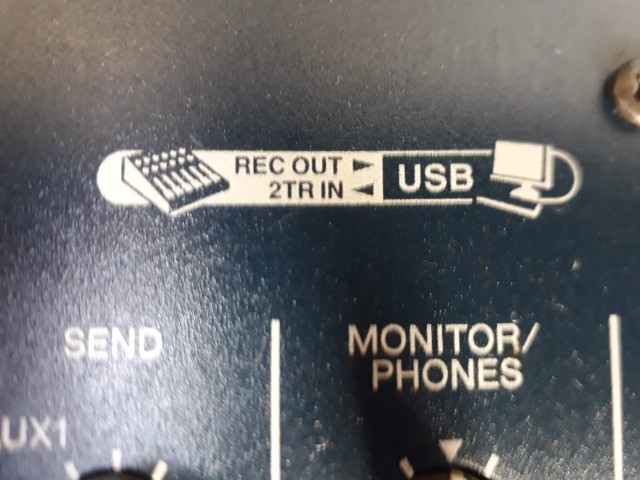 REC OUT ►
2TR IN ◄
USB
SEND
MONITOR/
PHONES
UX1